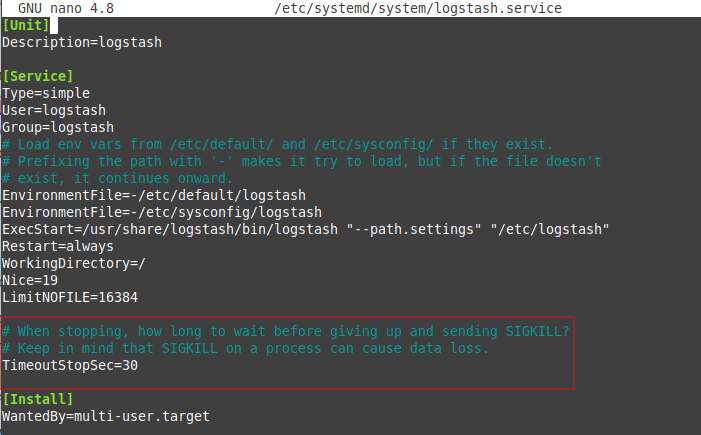 GNU nano 4.8 /etc/systemd/system/logstash.service
[Unit]
Description=logstash
[Service]
Type=simple
User=logstash
Group=logstash
# Load env vars from /etc/default/ and /etc/sysconfig/ if they exist.
# Prefixing the path with '-' makes it try to load, but if the file doesn't
# exist, it continues onward.
EnvironmentFile=-/etc/default/logstash
EnvironmentFile=-/etc/sysconfig/logstash
ExecStart=/usr/share/logstash/bin/logstash "--path.settings" "/etc/logstash"
Restart=always
WorkingDirectory=/
Nice=19
LimitNOFILE=16384
# When stopping, how long to wait before giving up and sending SIGKILL?
# Keep in mind that SIGKILL on a process can cause data loss.
TimeoutStopSec=30
[Install]
WantedBy=multi-user.target